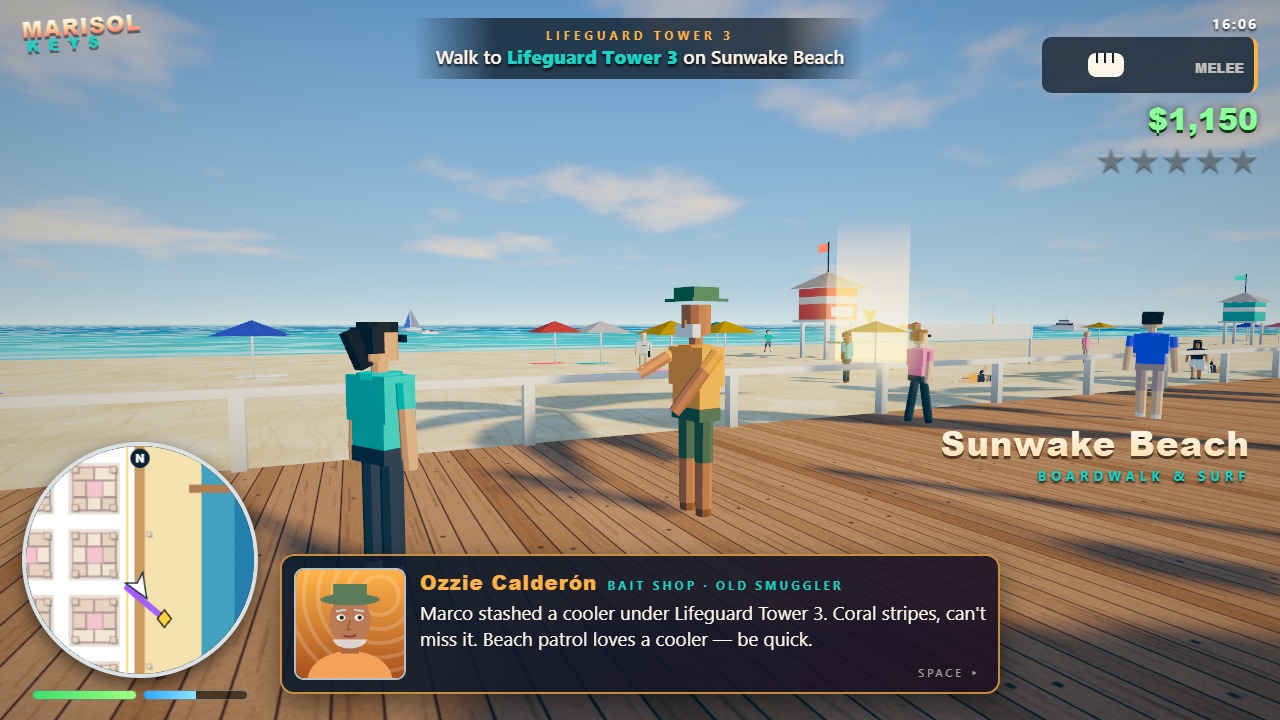 MARISOL
KEYS
LIFEGUARD TOWER 3
Walk to Lifeguard Tower 3 on Sunwake Beach
16:06
MELEE
$1,150
Sunwake Beach
BOARDWALK & SURF
N
Ozzie Calderón BAIT SHOP · OLD SMUGGLER
Marco stashed a cooler under Lifeguard Tower 3. Coral stripes, can't
miss it. Beach patrol loves a cooler — be quick.
SPACE ‣